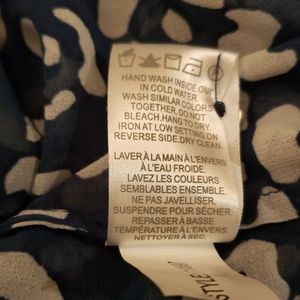 HAND WASH INSIDE OUT
IN COLD WATER
WASH SIMILAR COLORS
TOGETHER. DO NOT
BLEACH. HANG TO DRY.
IRON AT LOW SETTING ON
REVERSE SIDE. DRY CLEAN.
LAVER À LA MAIN À L'ENVERS
À L'EAU FROIDE.
LAVEZ LES COULEURS
SEMBLABLES ENSEMBLE.
NE PAS JAVELLISER.
SUSPENDRE POUR SÉCHER.
REPASSER À BASSE
TEMPÉRATURE À L'ENVERS.
NETTOYER À SEC.
STYLE